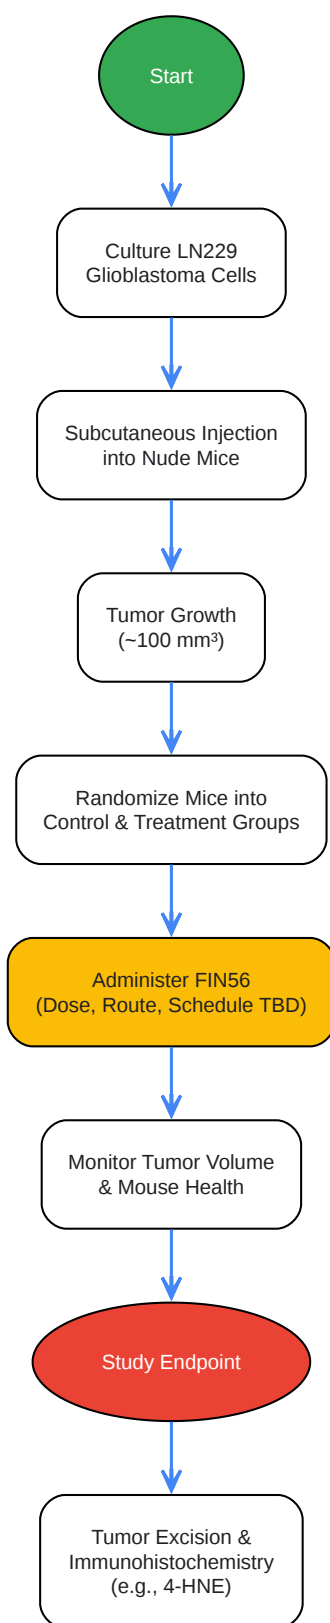 Start
Culture LN229
Glioblastoma Cells
Subcutaneous Injection
into Nude Mice
Tumor Growth
(~100 mm³)
Randomize Mice into
Control & Treatment Groups
Administer FIN56
(Dose, Route, Schedule TBD)
Monitor Tumor Volume
& Mouse Health
Study Endpoint
Tumor Excision &
Immunohistochemistry
(e.g., 4-HNE)